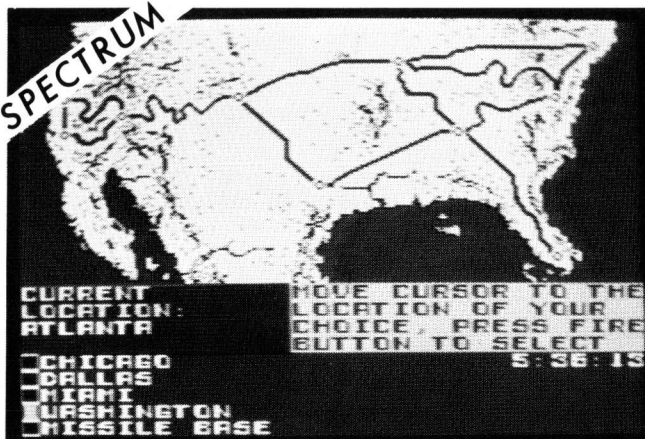 SPECTRUM
CURRENT
LOCATION:
ATLANTA
MOVE CURSOR TO THE
LOCATION OF YOUR
CHOICE, PRESS FIRE
BUTTON TO SELECT
5:36:13
CHICAGO
DALLAS
MIAMI
WASHINGTON
MISSILE BASE